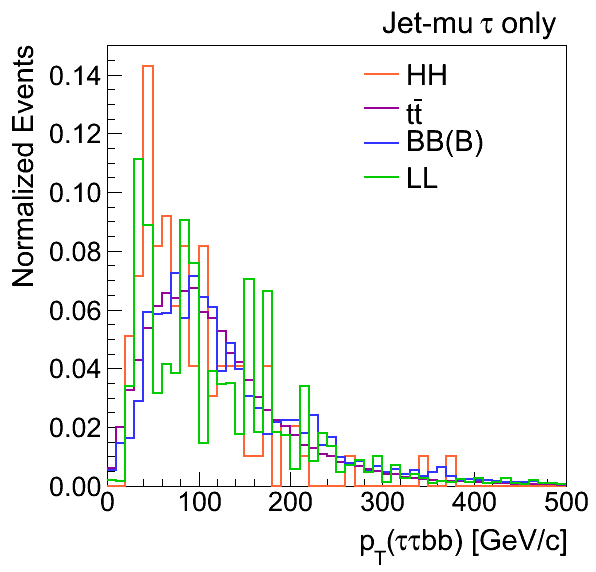 Jet-mu τ only
Normalized Events
HH
tt̄
BB(B)
LL
0.14
0.12
0.10
0.08
0.06
0.04
0.02
0.00
0 100 200 300 400 500
p_T(ττbb) [GeV/c]